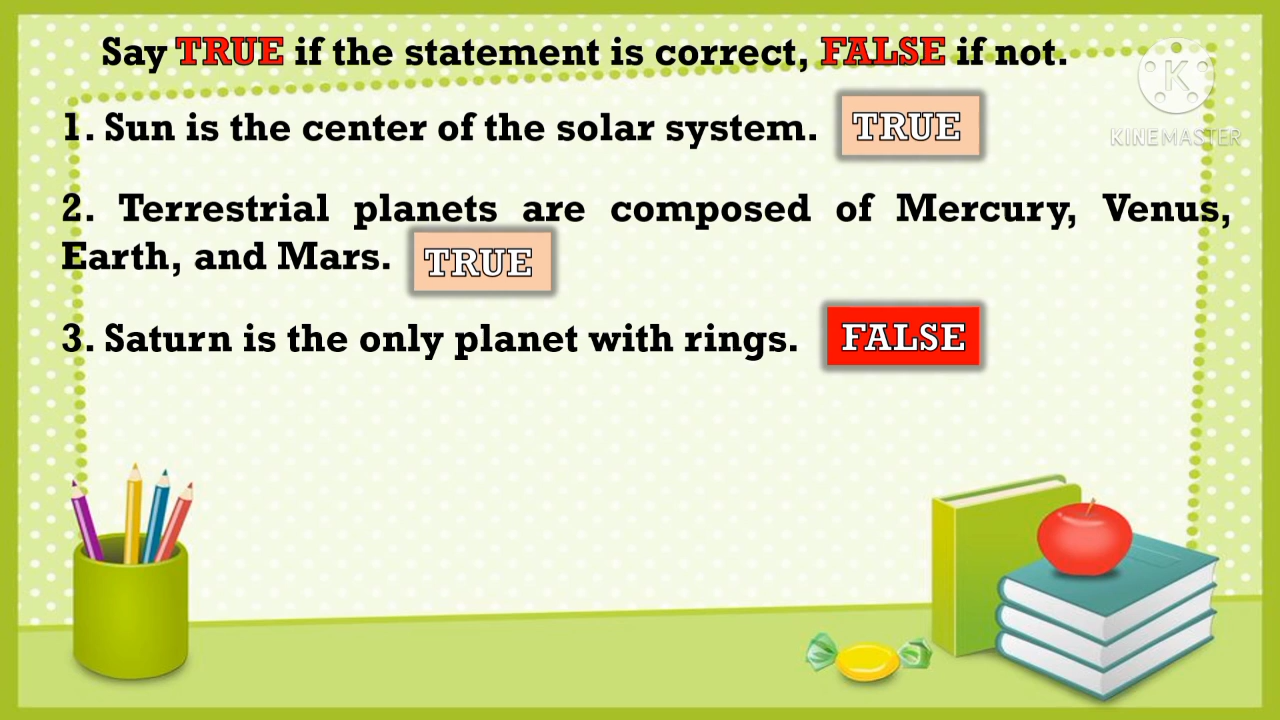 Say TRUE if the statement is correct, FALSE if not.
KINEMASTER
1. Sun is the center of the solar system. TRUE
2. Terrestrial planets are composed of Mercury, Venus,
Earth, and Mars. TRUE
3. Saturn is the only planet with rings. FALSE